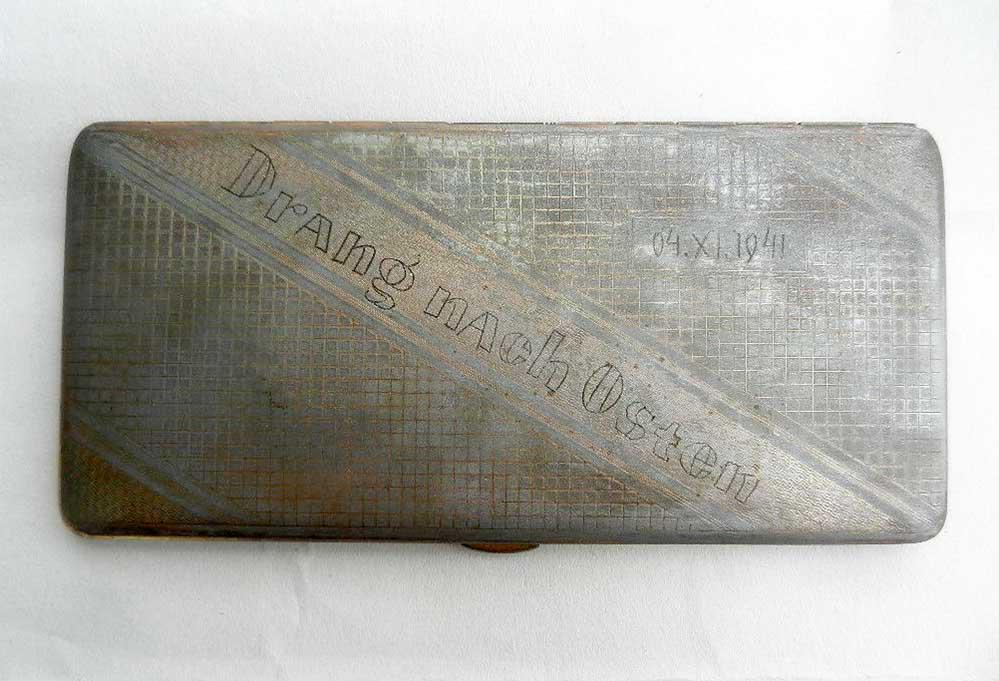 Drang nach Osten
04.XI.1941